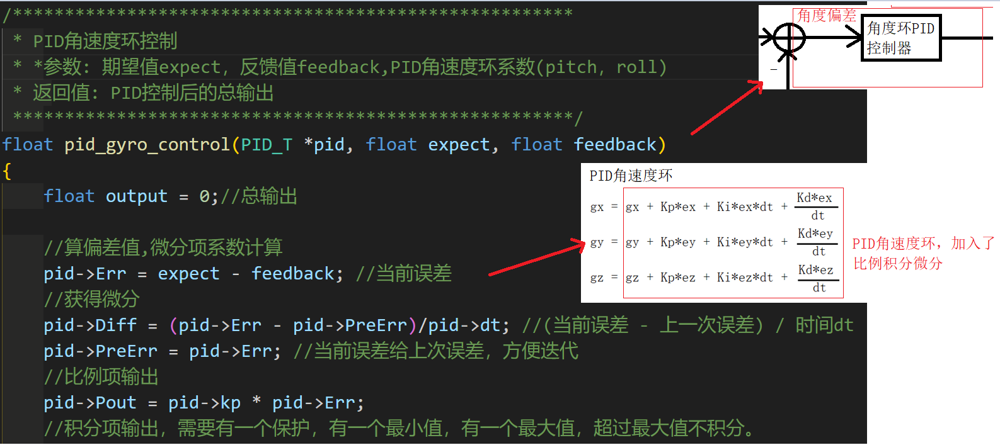 /******************************************************
* PID角速度环控制
* *参数: 期望值expect, 反馈值feedback,PID角速度环系数(pitch, roll)
* 返回值: PID控制后的总输出
******************************************************/
float pid_gyro_control(PID_T *pid, float expect, float feedback)
{
float output = 0;//总输出
//算偏差值,微分项系数计算
pid->Err = expect - feedback; //当前误差
//获得微分
pid->Diff = (pid->Err - pid->PreErr)/pid->dt; //(当前误差 - 上一次误差) / 时间dt
pid->PreErr = pid->Err; //当前误差给上次误差, 方便迭代
//比例项输出
pid->Pout = pid->kp * pid->Err;
//积分项输出, 需要有一个保护, 有一个最小值, 有一个最大值, 超过最大值不积分。
角度偏差
角度环PID
控制器
-
PID角速度环
gx = gx + Kp*ex + Ki*ex*dt + Kd*ex
dt
gy = gy + Kp*ey + Ki*ey*dt + Kd*ey
dt
gz = gz + Kp*ez + Ki*ez*dt + Kd*ez
dt
PID角速度环, 加入了
比例积分微分